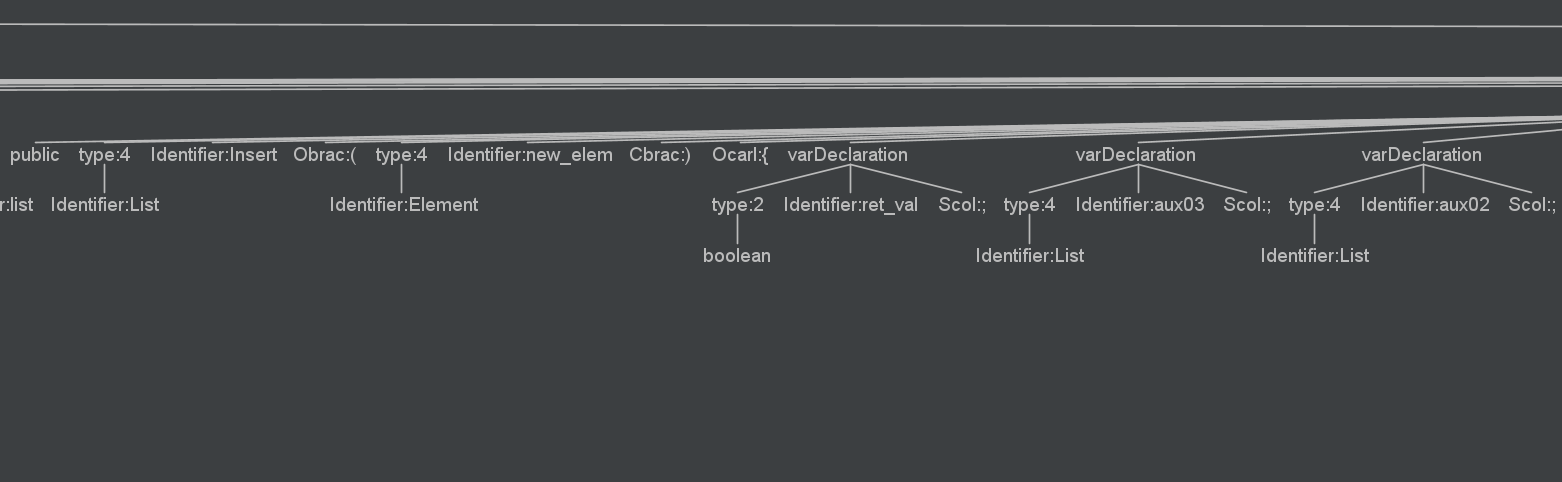 public type:4 Identifier:Insert Obrac:( type:4 Identifier:new_elem Cbrac:) Ocarl:{ varDeclaration varDeclaration varDeclaration
r:list Identifier:List Identifier:Element type:2 Identifier:ret_val Scol:; type:4 Identifier:aux03 Scol:; type:4 Identifier:aux02 Scol:;
boolean Identifier:List Identifier:List